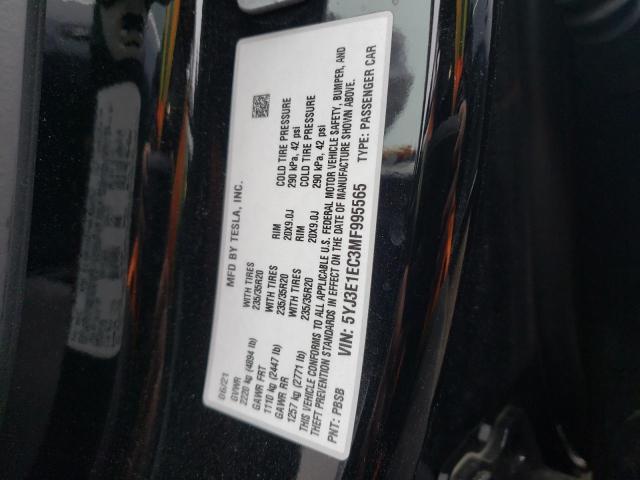 MFD BY TESLA, INC.
06/21
GVWR
2220 kg (4894 lb)
GAWR FRT WITH TIRES RIM COLD TIRE PRESSURE
1110 kg (2447 lb) 235/35R20 20X9.0J 290 kPa, 42 psi
GAWR RR WITH TIRES RIM COLD TIRE PRESSURE
1257 kg (2771 lb) 235/35R20 20X9.0J 290 kPa, 42 psi
THIS VEHICLE CONFORMS TO ALL APPLICABLE U.S. FEDERAL MOTOR VEHICLE SAFETY, BUMPER, AND
THEFT PREVENTION STANDARDS IN EFFECT ON THE DATE OF MANUFACTURE SHOWN ABOVE.
VIN: 5YJ3E1EC3MF995565
PNT: PBSB TYPE: PASSENGER CAR